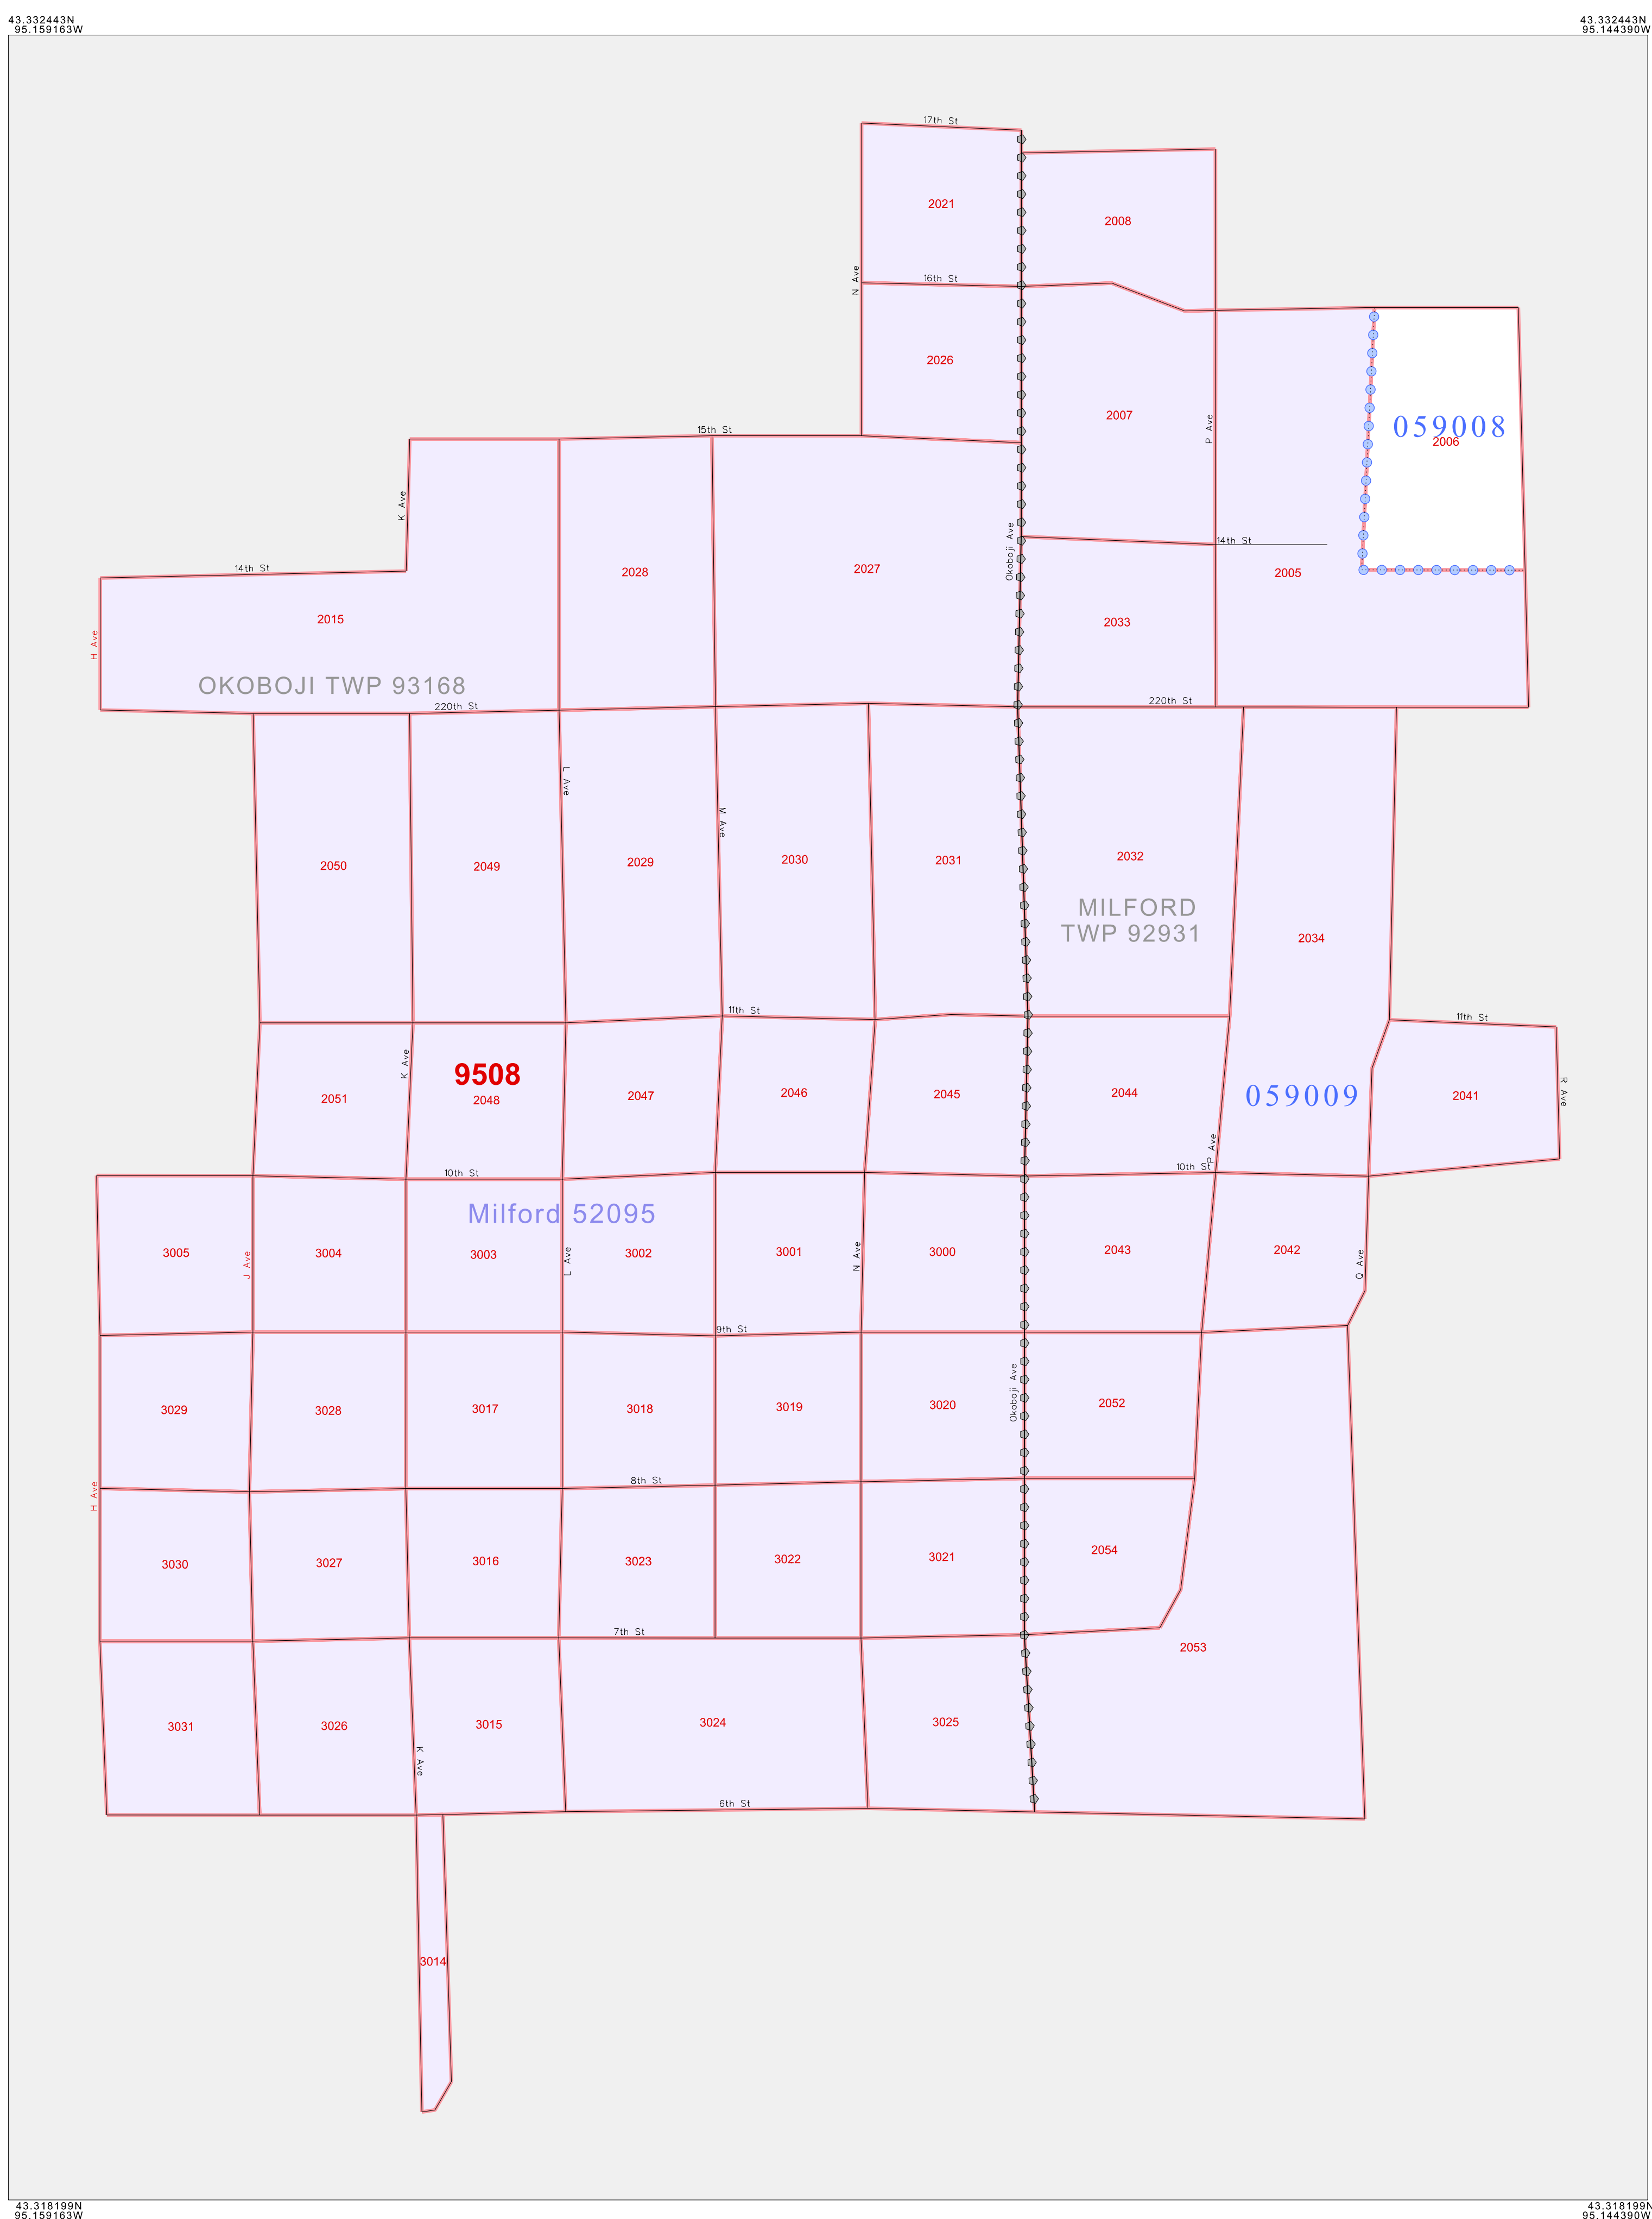 43.332443N
95.159163W
43.332443N
95.144390W
17th St
2021
2008
N Ave
16th St
2026
2007
P Ave
059008
2006
15th St
K Ave
Okoboji Ave
14th St
14th St
2028
2027
2005
2015
2033
H Ave
OKOBOJI TWP 93168
220th St
220th St
L Ave
M Ave
2050
2049
2029
2030
2031
2032
MILFORD
TWP 92931
2034
11th St
11th St
K Ave
9508
2051
2048
2047
2046
2045
2044
059009
2041
R Ave
P Ave
10th St
10th St
Milford 52095
3005
J Ave
3004
3003
L Ave
3002
3001
N Ave
3000
2043
2042
Q Ave
9th St
Okoboji Ave
3029
3028
3017
3018
3019
3020
2052
8th St
H Ave
3030
3027
3016
3023
3022
3021
2054
7th St
2053
3031
3026
3015
3024
3025
K Ave
6th St
3014
43.318199N
95.159163W
43.318199N
95.144390W